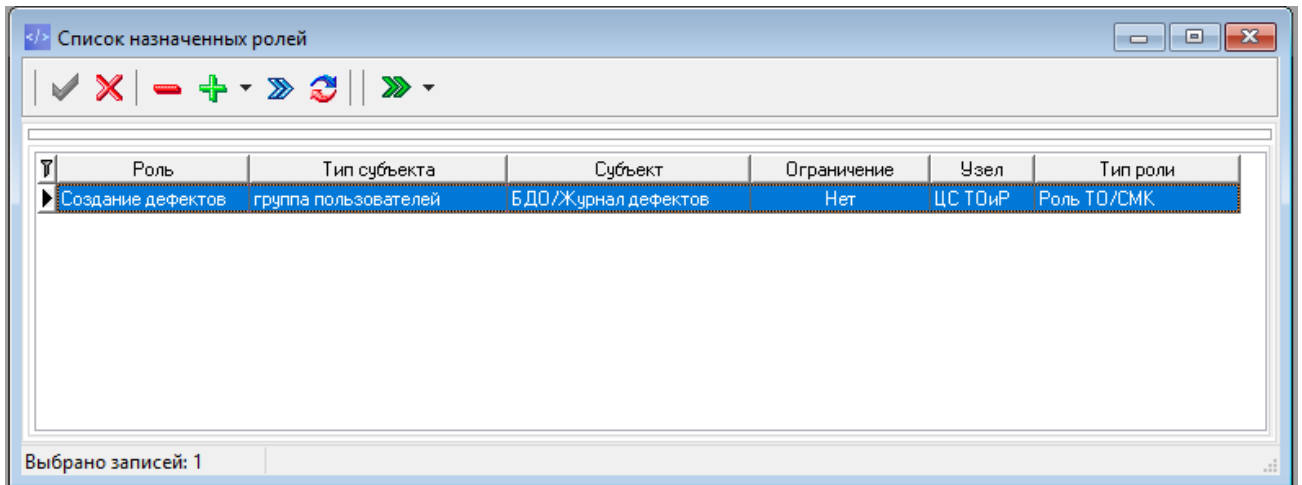 Список назначенных ролей
Роль Тип субъекта Субъект Ограничение Узел Тип роли
Создание дефектов группа пользователей БДО/Журнал дефектов Нет ЦС ТОиР Роль ТО/СМК
Выбрано записей: 1